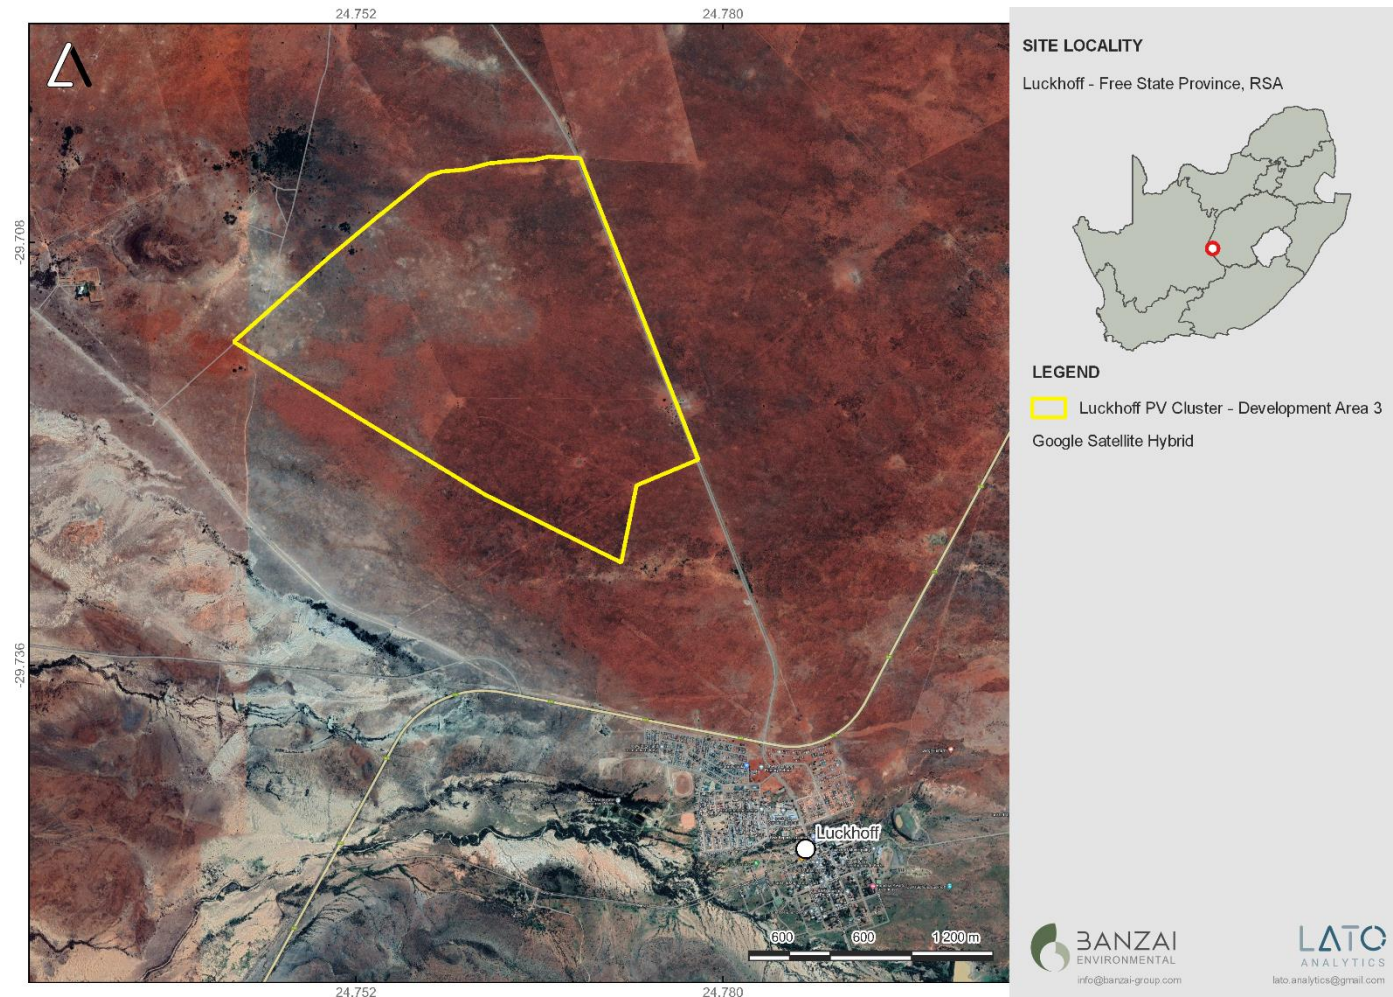 24.752
24.780
-29.708
-29.736
Luckhoff
600
600
1 200 m
24.752
24.780
SITE LOCALITY
Luckhoff - Free State Province, RSA
LEGEND
Luckhoff PV Cluster - Development Area 3
Google Satellite Hybrid
BANZAI
ENVIRONMENTAL
info@banzai-group.com
LATO
ANALYTICS
lato.analytics@gmail.com